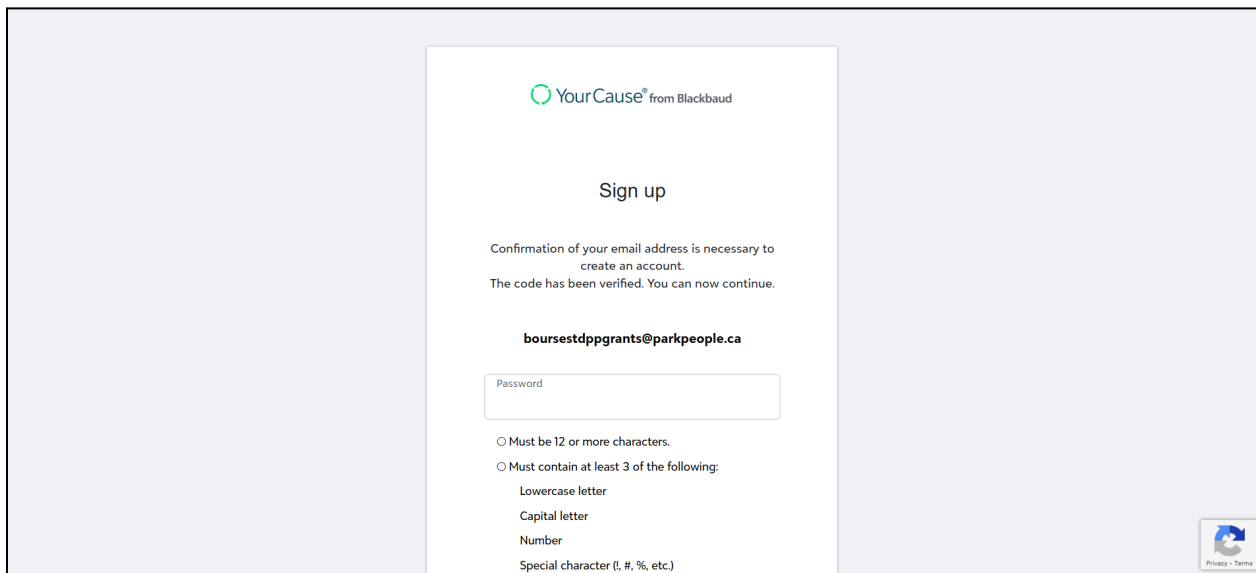 YourCause® from Blackbaud
Sign up
Confirmation of your email address is necessary to
create an account.
The code has been verified. You can now continue.
boursestdppgrants@parkpeople.ca
Password
Must be 12 or more characters.
Must contain at least 3 of the following:
Lowercase letter
Capital letter
Number
Special character (!, #, %, etc.)
Privacy - Terms